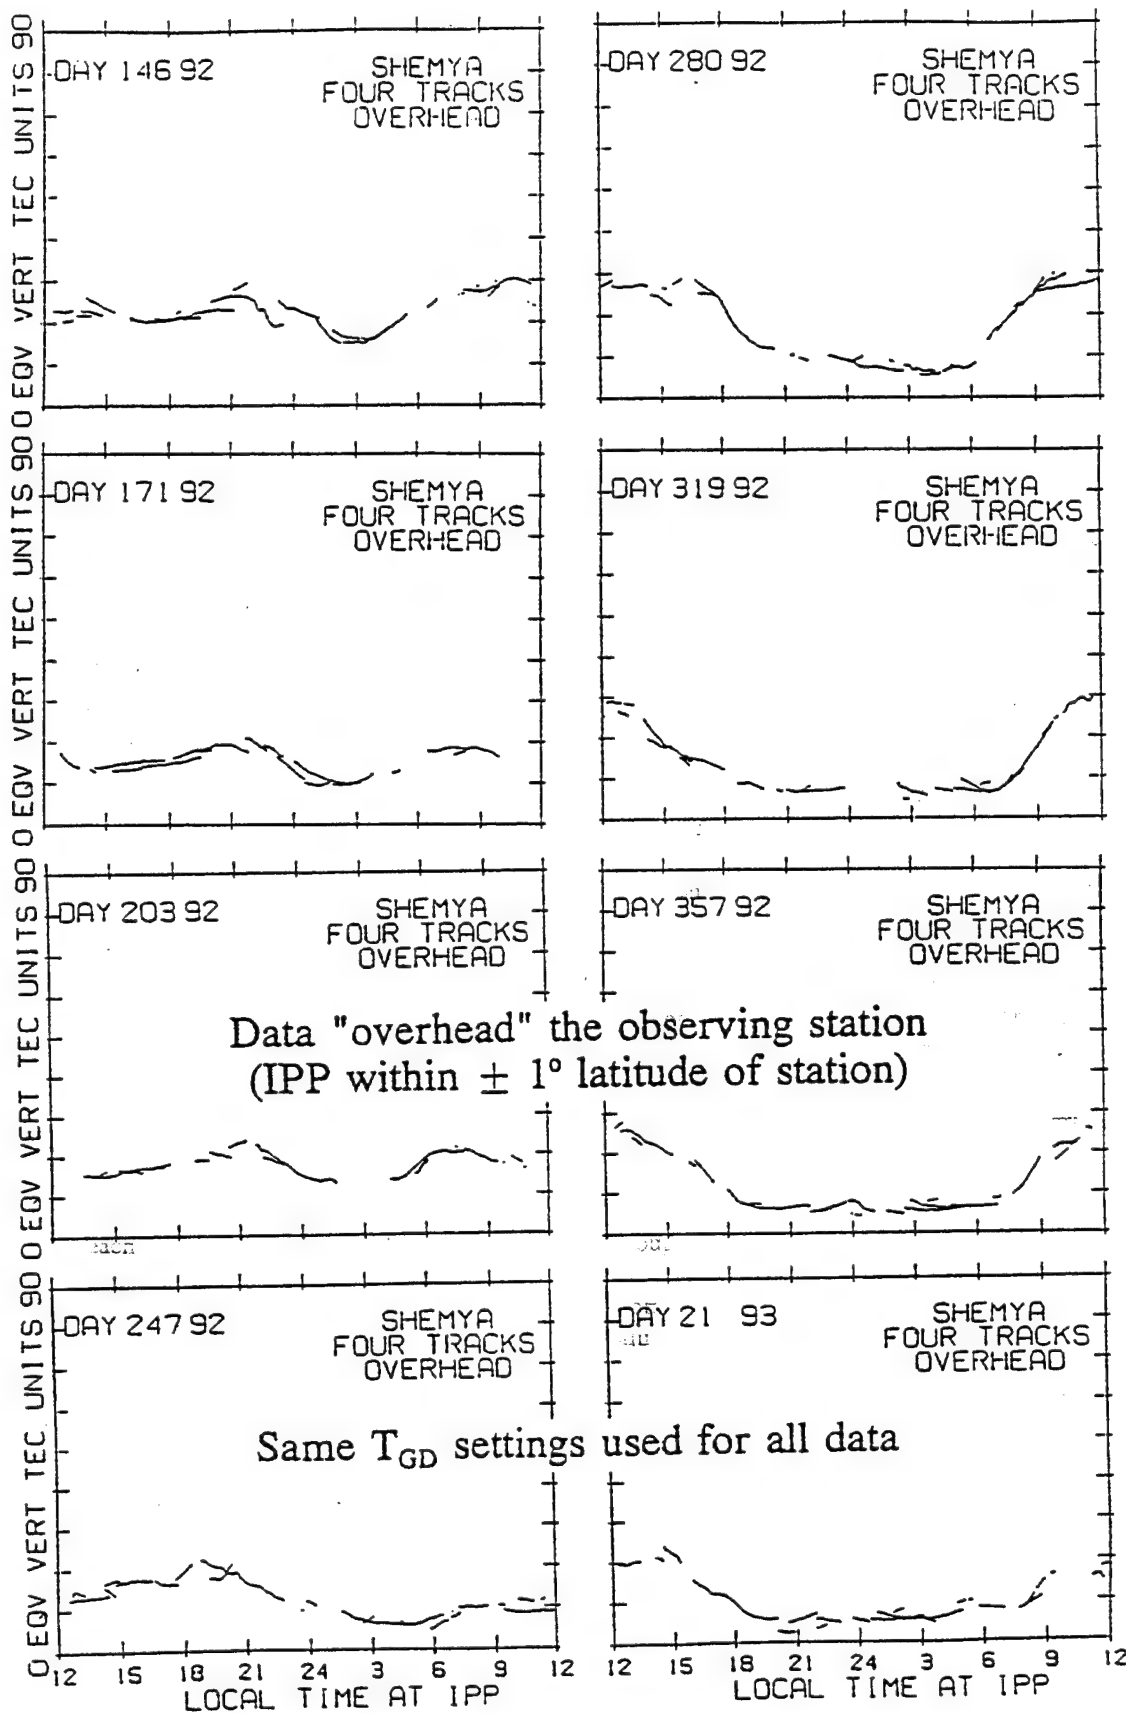 0 EQV VERT TEC UNITS 90
DAY 146 92
SHEMYA
FOUR TRACKS
OVERHEAD
DAY 280 92
SHEMYA
FOUR TRACKS
OVERHEAD
0 EQV VERT TEC UNITS 90
DAY 171 92
SHEMYA
FOUR TRACKS
OVERHEAD
DAY 319 92
SHEMYA
FOUR TRACKS
OVERHEAD
0 EQV VERT TEC UNITS 90
DAY 203 92
SHEMYA
FOUR TRACKS
OVERHEAD
DAY 357 92
SHEMYA
FOUR TRACKS
OVERHEAD
Data "overhead" the observing station
(IPP within ± 1° latitude of station)
0 EQV VERT TEC UNITS 90
DAY 247 92
SHEMYA
FOUR TRACKS
OVERHEAD
DAY 21 93
SHEMYA
FOUR TRACKS
OVERHEAD
Same TGD settings used for all data
12 15 18 21 24 3 6 9 12
LOCAL TIME AT IPP
12 15 18 21 24 3 6 9 12
LOCAL TIME AT IPP